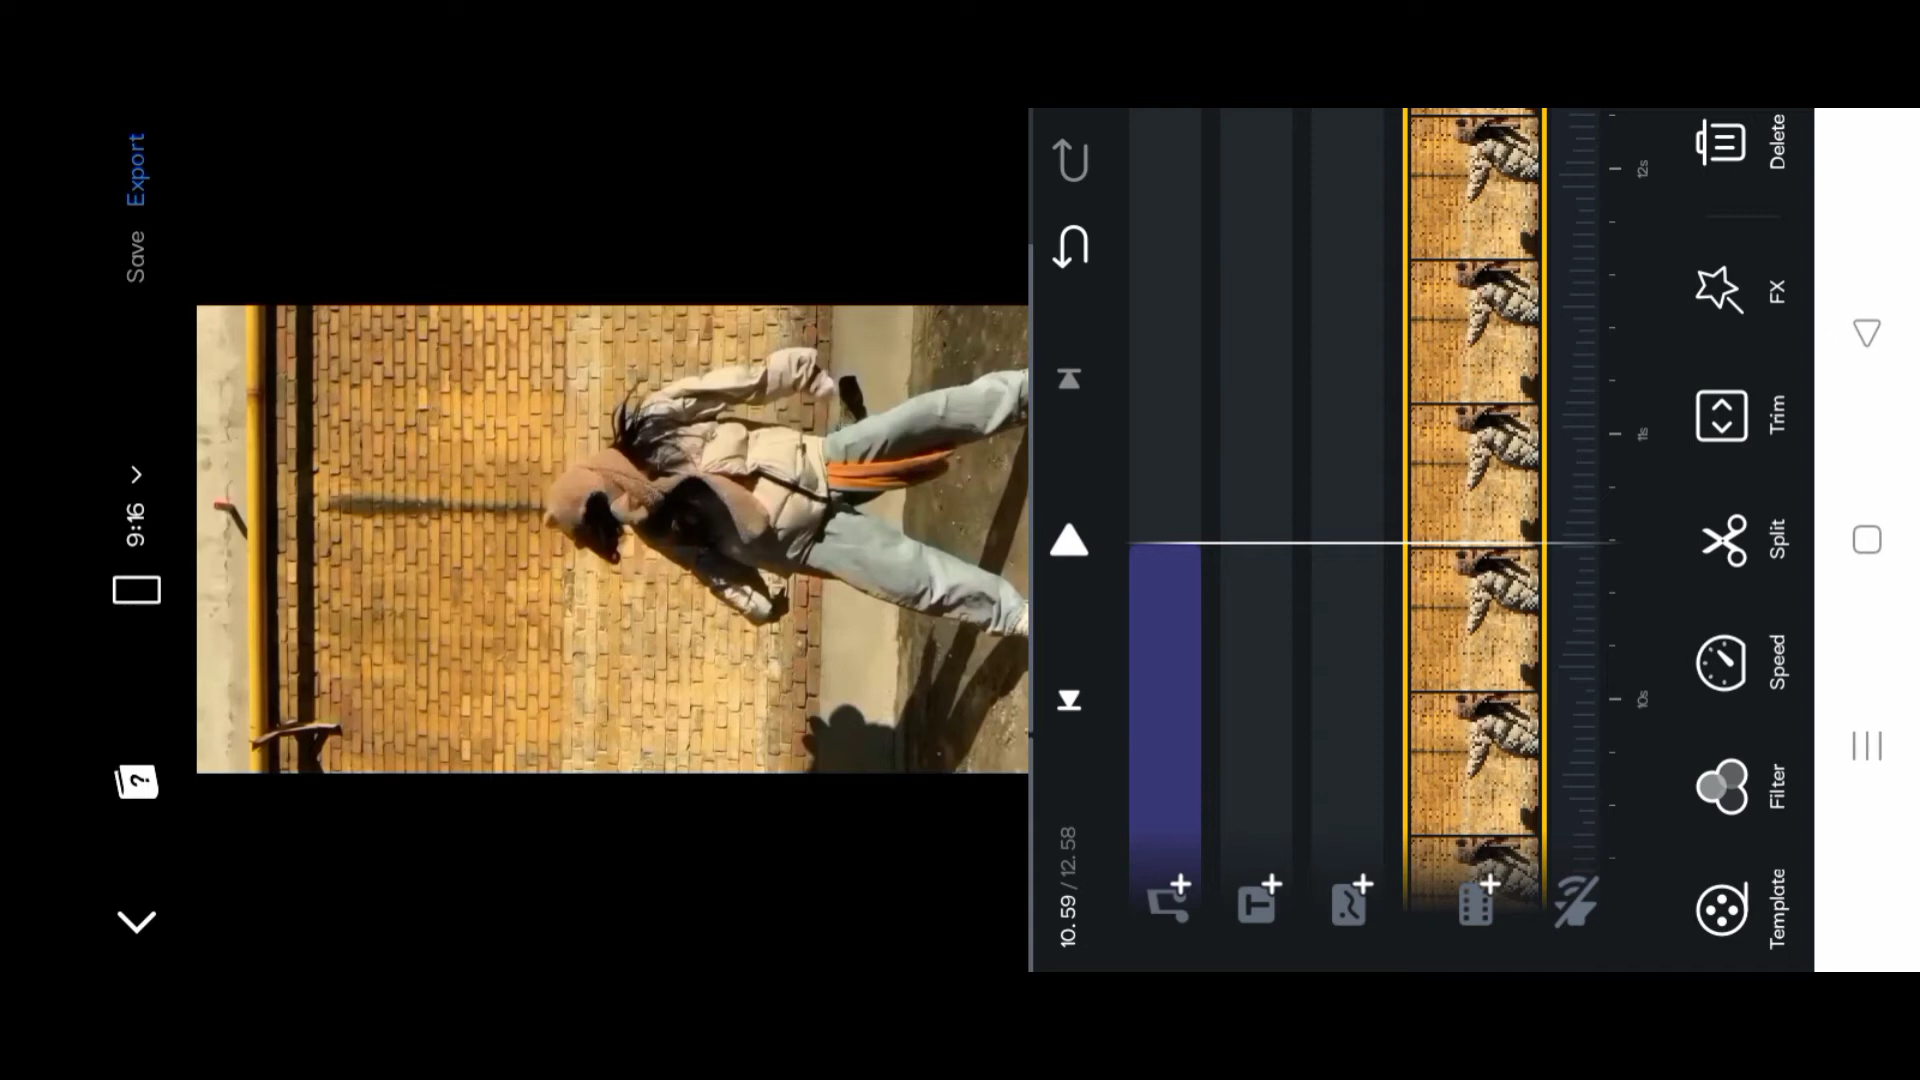 9:16
Save
Export
10.59 / 12.58
10s
11s
12s
Template
Filter
Speed
Split
Trim
FX
Delete